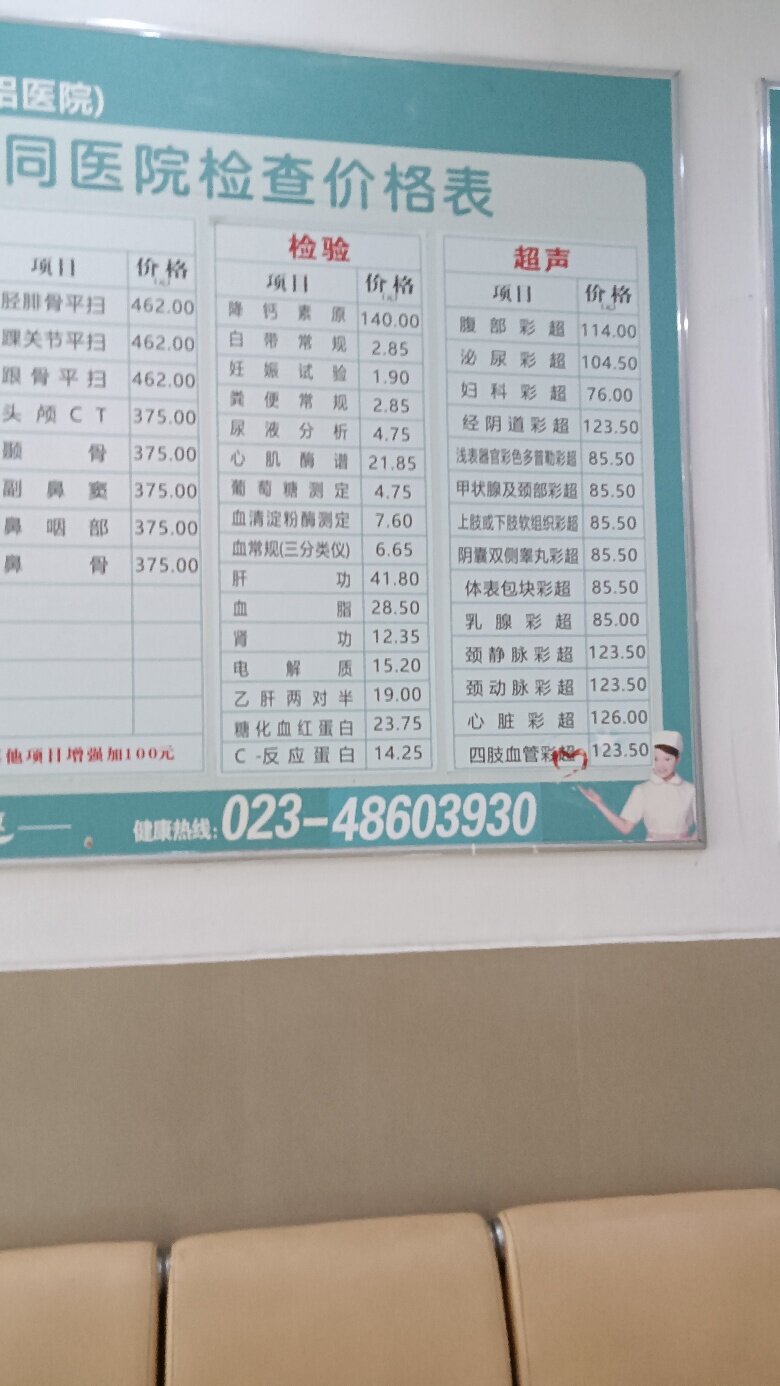 吕医院)
同医院检查价格表
项目 价格(元)
胫腓骨平扫 462.00
踝关节平扫 462.00
跟骨平扫 462.00
头颅CT 375.00
颞骨 375.00
副鼻窦 375.00
鼻咽部 375.00
鼻骨 375.00
其他项目增强加100元
检验
项目 价格(元)
降钙素原 140.00
白带常规 2.85
妊娠试验 1.90
粪便常规 2.85
尿液分析 4.75
心肌酶谱 21.85
葡萄糖测定 4.75
血清淀粉酶测定 7.60
血常规(三分类仪) 6.65
肝功 41.80
血脂 28.50
肾功 12.35
电解质 15.20
乙肝两对半 19.00
糖化血红蛋白 23.75
C-反应蛋白 14.25
超声
项目 价格(元)
腹部彩超 114.00
泌尿彩超 104.50
妇科彩超 76.00
经阴道彩超 123.50
浅表器官彩色多普勒彩超 85.50
甲状腺及颈部彩超 85.50
上肢或下肢软组织彩超 85.50
阴囊双侧睾丸彩超 85.50
体表包块彩超 85.50
乳腺彩超 85.00
颈静脉彩超 123.50
颈动脉彩超 123.50
心脏彩超 126.00
四肢血管彩超 123.50
健康热线:023-48603930